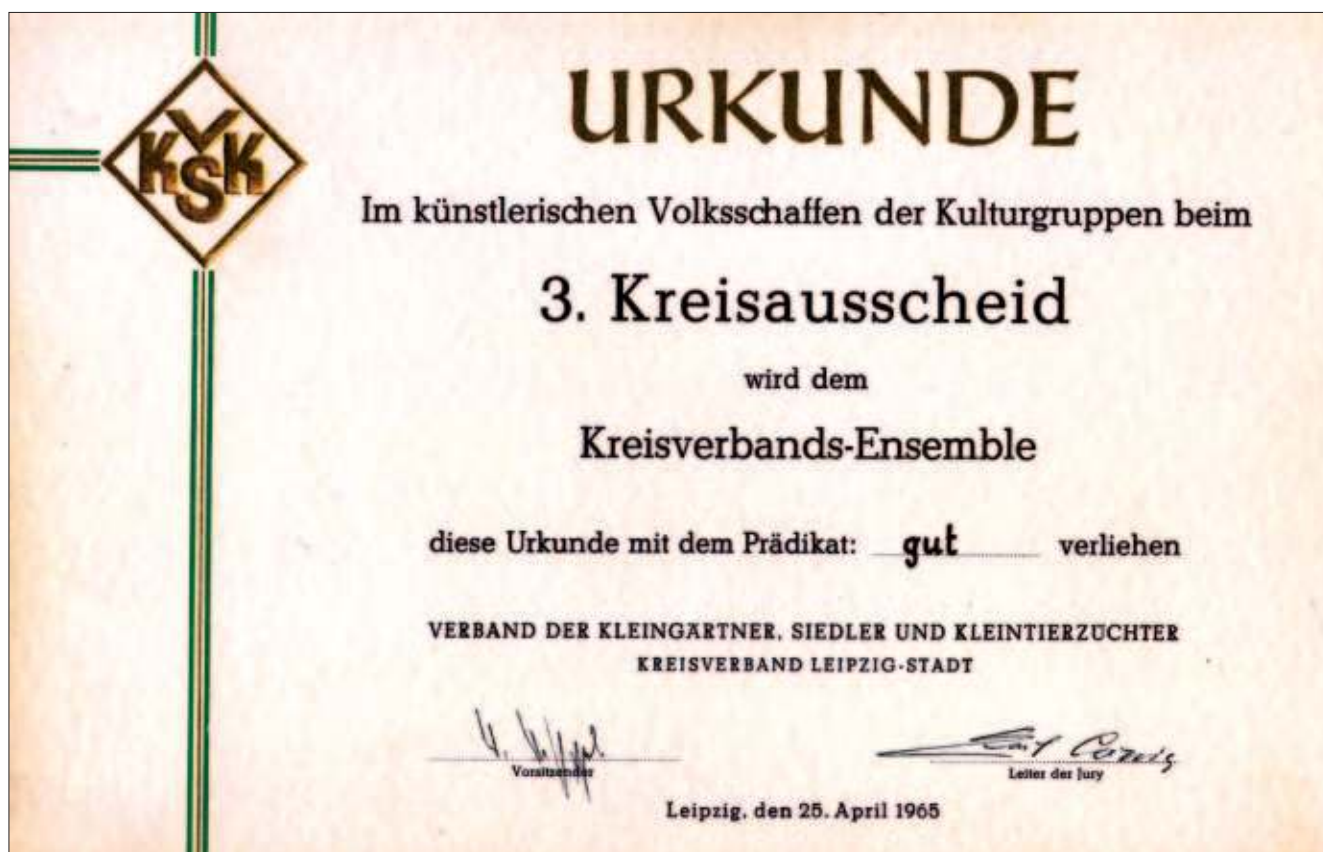 VKSK
URKUNDE
Im künstlerischen Volksschaffen der Kulturgruppen beim
3. Kreisausscheid
wird dem
Kreisverbands-Ensemble
diese Urkunde mit dem Prädikat: gut verliehen
VERBAND DER KLEINGÄRTNER, SIEDLER UND KLEINTIERZÜCHTER
KREISVERBAND LEIPZIG-STADT
Vorsitzender
Leiter der Jury
Leipzig, den 25. April 1965